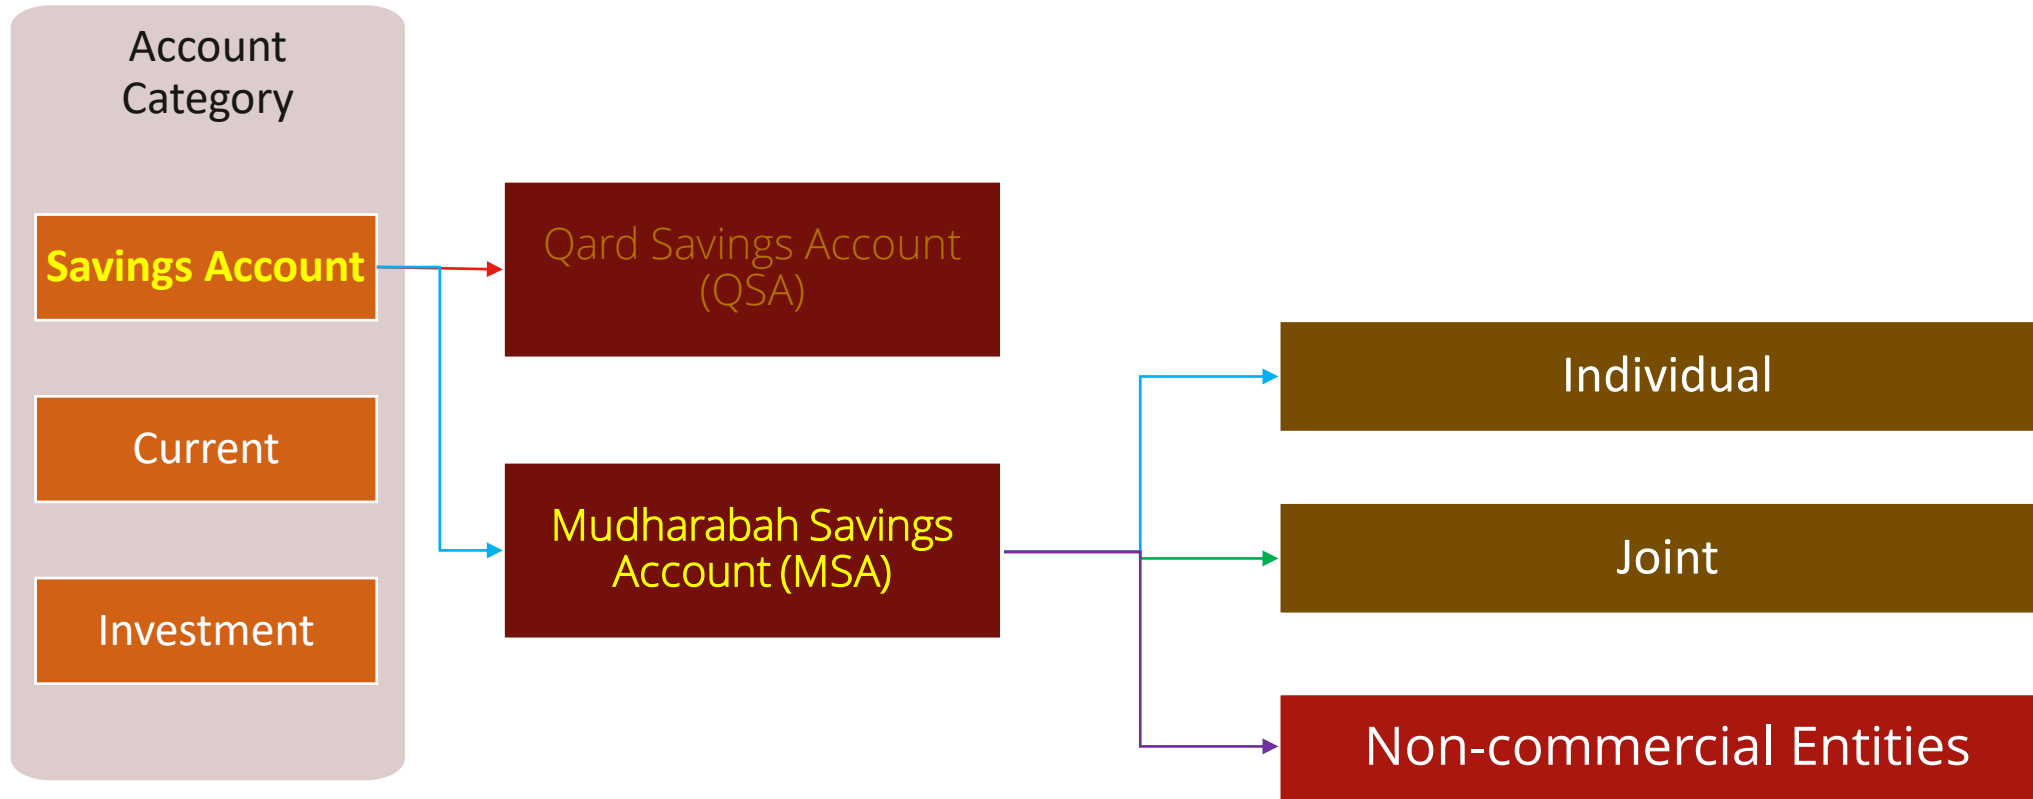 Account
Category
Savings Account
Current
Investment
Qard Savings Account
(QSA)
Mudharabah Savings
Account (MSA)
Individual
Joint
Non-commercial Entities